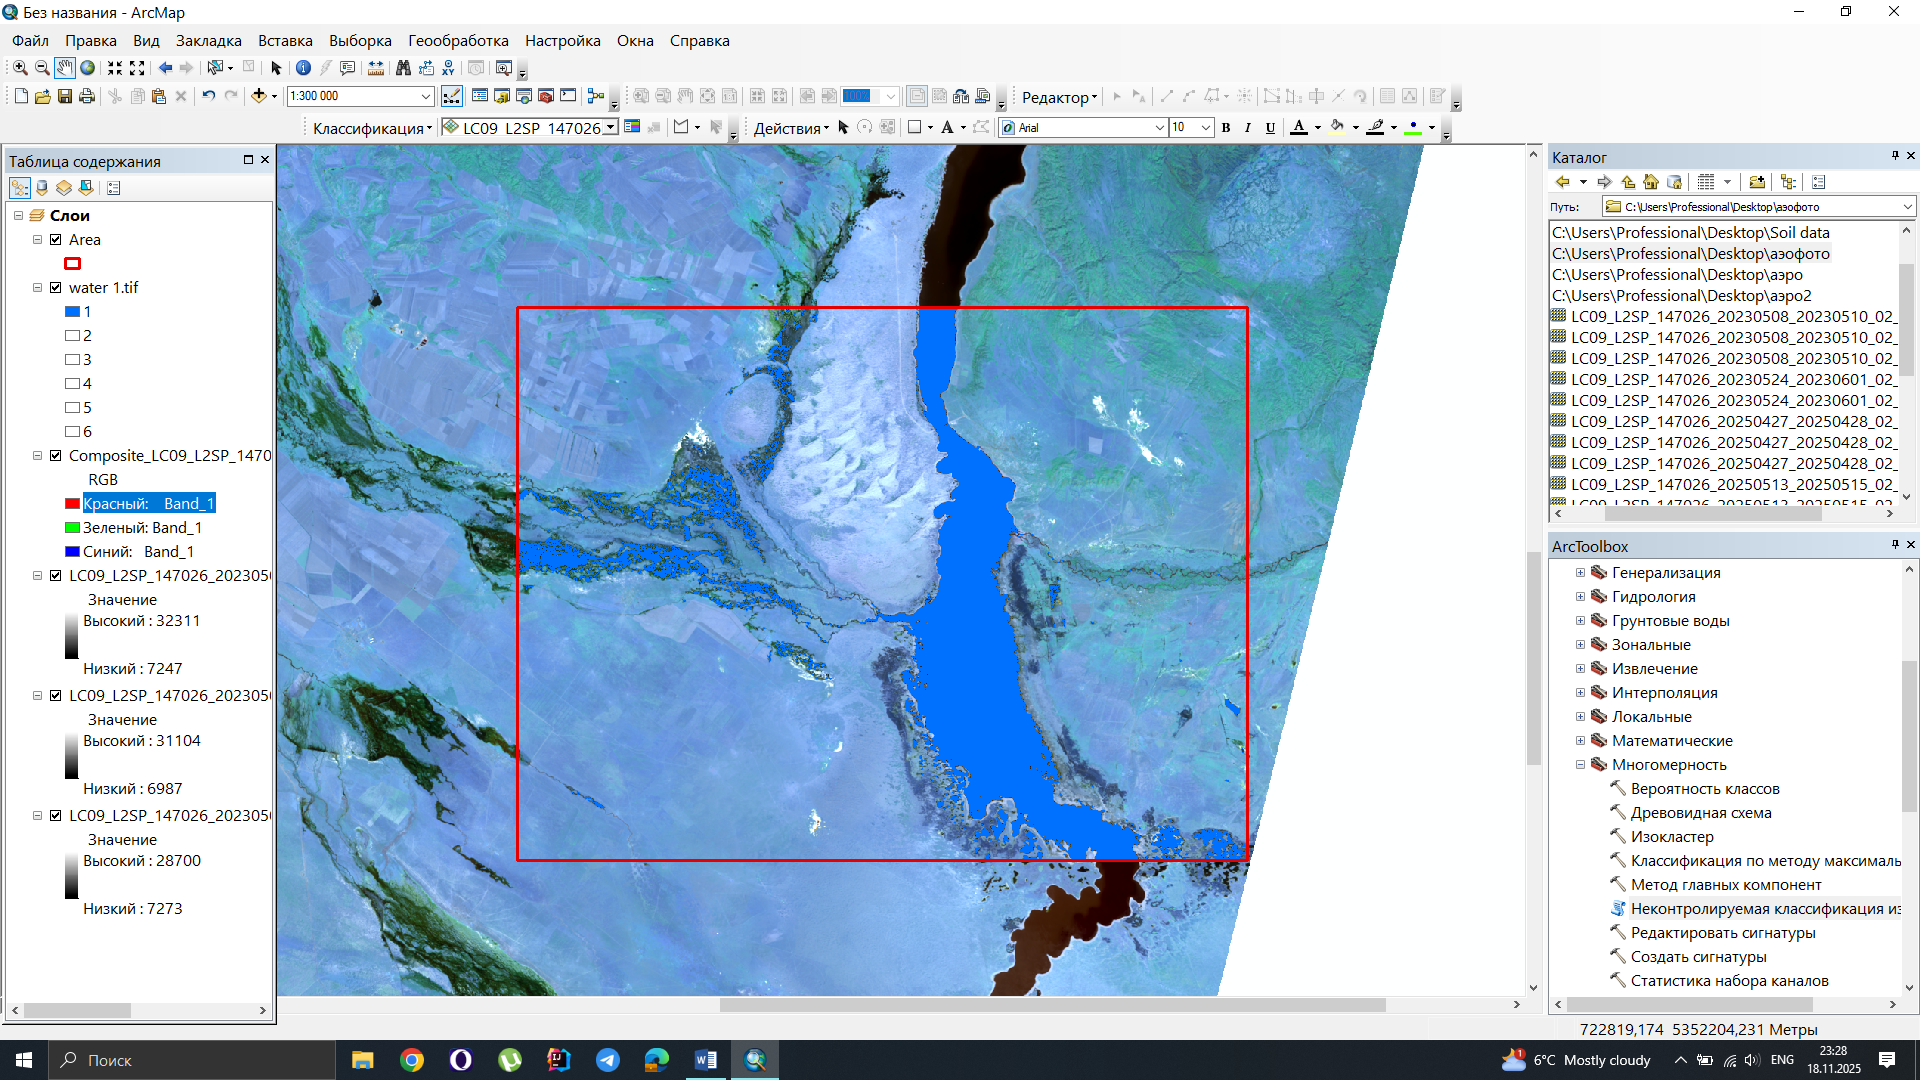 Без названия - ArcMap
Файл Правка Вид Закладка Вставка Выборка Геообработка Настройка Окна Справка
1:300 000
100%
Редактор
Классификация
LC09_L2SP_147026
Действия
Arial
10
B I U A
Таблица содержания
Слои
Area
water 1.tif
1
2
3
4
5
6
Composite_LC09_L2SP_1470
RGB
Красный: Band_1
Зеленый: Band_1
Синий: Band_1
LC09_L2SP_147026_202305
Значение
Высокий : 32311
Низкий : 7247
LC09_L2SP_147026_202305
Значение
Высокий : 31104
Низкий : 6987
LC09_L2SP_147026_202305
Значение
Высокий : 28700
Низкий : 7273
Каталог
Путь: C:\Users\Professional\Desktop\аэофото
C:\Users\Professional\Desktop\Soil data
C:\Users\Professional\Desktop\аэофото
C:\Users\Professional\Desktop\аэро
C:\Users\Professional\Desktop\аэро2
LC09_L2SP_147026_20230508_20230510_02_
LC09_L2SP_147026_20230508_20230510_02_
LC09_L2SP_147026_20230508_20230510_02_
LC09_L2SP_147026_20230524_20230601_02_
LC09_L2SP_147026_20230524_20230601_02_
LC09_L2SP_147026_20250427_20250428_02_
LC09_L2SP_147026_20250427_20250428_02_
LC09_L2SP_147026_20250427_20250428_02_
LC09_L2SP_147026_20250513_20250515_02_
LC09_L2SP_147026_20250513_20250515_02_
ArcToolbox
Генерализация
Гидрология
Грунтовые воды
Зональные
Извлечение
Интерполяция
Локальные
Математические
Многомерность
Вероятность классов
Древовидная схема
Изокластер
Классификация по методу максималь
Метод главных компонент
Неконтролируемая классификация из
Редактировать сигнатуры
Создать сигнатуры
Статистика набора каналов
722819,174 5352204,231 Метры
Поиск
1
6°C Mostly cloudy
ENG
23:28
18.11.2025